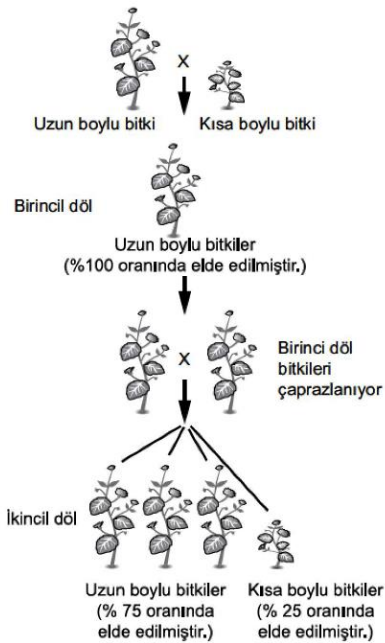 X
Uzun boylu bitki
Kısa boylu bitki
Birincil döl
Uzun boylu bitkiler
(%100 oranında elde edilmiştir.)
X
Birinci döl
bitkileri
çaprazlanıyor
İkincil döl
Uzun boylu bitkiler
(% 75 oranında
elde edilmiştir.)
Kısa boylu bitkiler
(% 25 oranında
elde edilmiştir.)